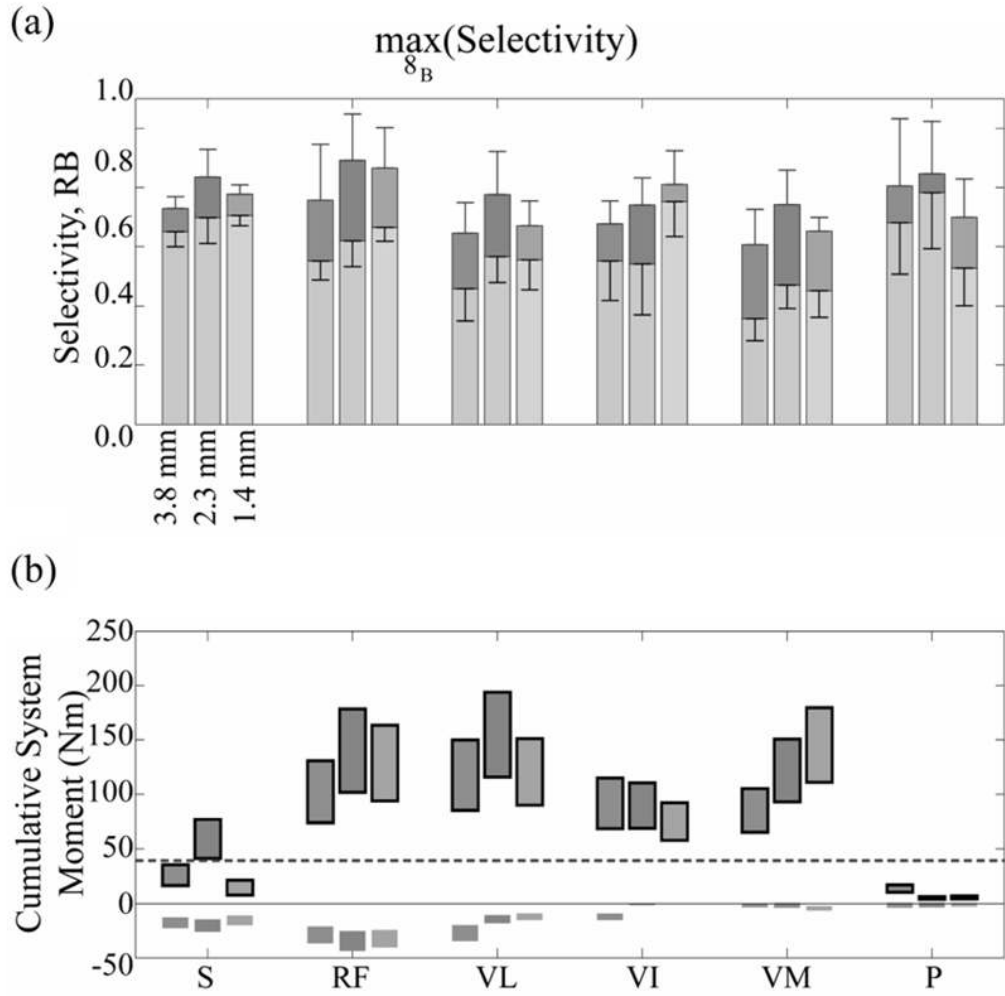 (a)
max(Selectivity)
8B
Selectivity, RB
1.0
0.8
0.6
0.4
0.2
0.0
3.8 mm
2.3 mm
1.4 mm
(b)
Cumulative System
Moment (Nm)
250
200
150
100
50
0
-50
S RF VL VI VM P